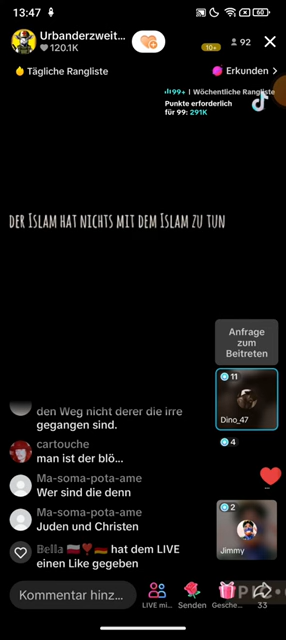 13:47
60
Urbanderzweit...
120.1K
10+
92
Tägliche Rangliste
Erkunden >
99+ | Wöchentliche Rangliste
Punkte erforderlich
für 99: 291K
DER ISLAM HAT NICHTS MIT DEM ISLAM ZU TUN
Anfrage
zum
Beitreten
11
Dino_47
4
den Weg nicht derer die irre
gegangen sind.
cartouche
man ist der blö...
Ma-soma-pota-ame
Wer sind die denn
Ma-soma-pota-ame
Juden und Christen
2
Jimmy
Bella hat dem LIVE
einen Like gegeben
Kommentar hinz...
LIVE mi...
Senden
Gesche...
33